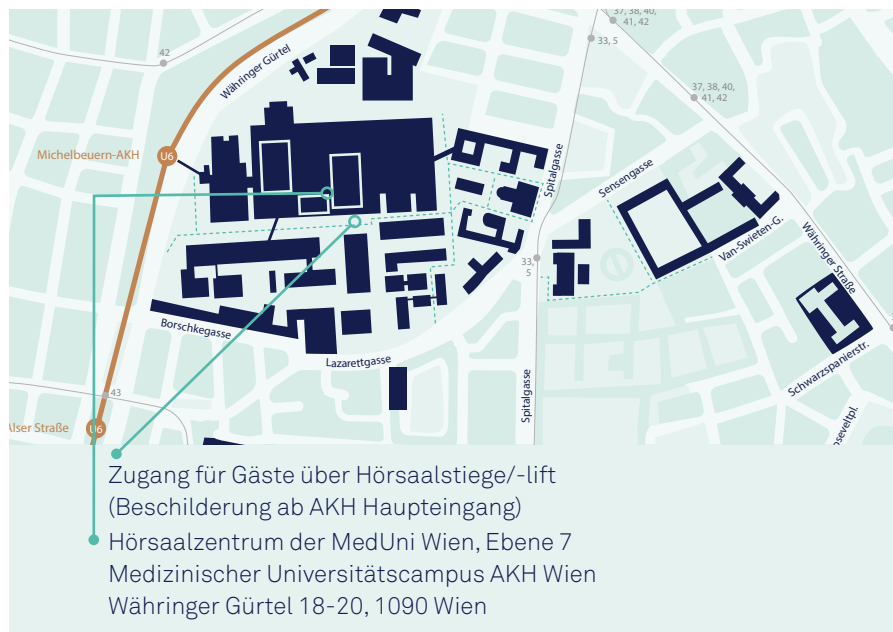 37, 38, 40,
41, 42
42
33, 5
Währinger Gürtel
37, 38, 40,
41, 42
Michelbeuern-AKH
U6
Spitalgasse
Sensengasse
Van-Swieten-G.
Währinger Straße
33,
5
Borschkegasse
Lazarettgasse
Schwarzspanierstr.
43
Spitalgasse
Alser Straße
U6
oseveltpl.
Zugang für Gäste über Hörsaalstiege/-lift
(Beschilderung ab AKH Haupteingang)
Hörsaalzentrum der MedUni Wien, Ebene 7
Medizinischer Universitätscampus AKH Wien
Währinger Gürtel 18-20, 1090 Wien